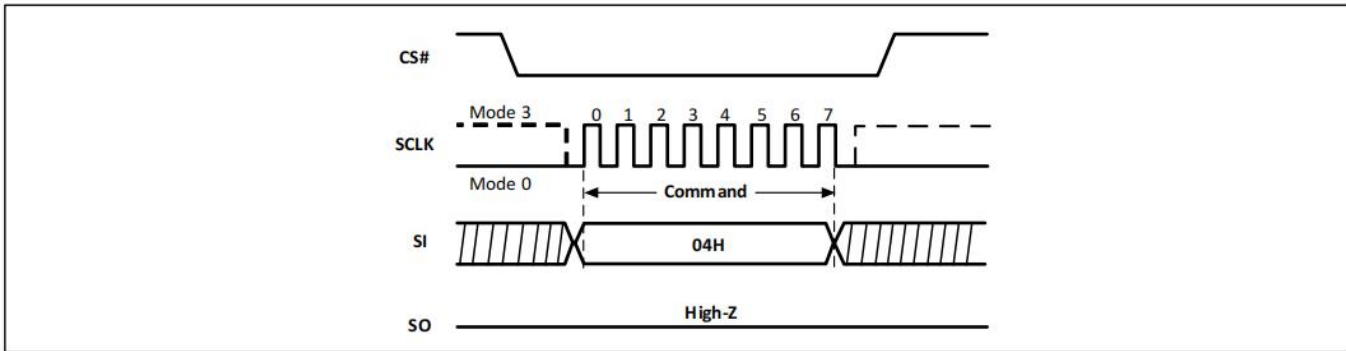 CS#
Mode 3
0 1 2 3 4 5 6 7
SCLK
Mode 0
Command
SI
04H
High-Z
SO